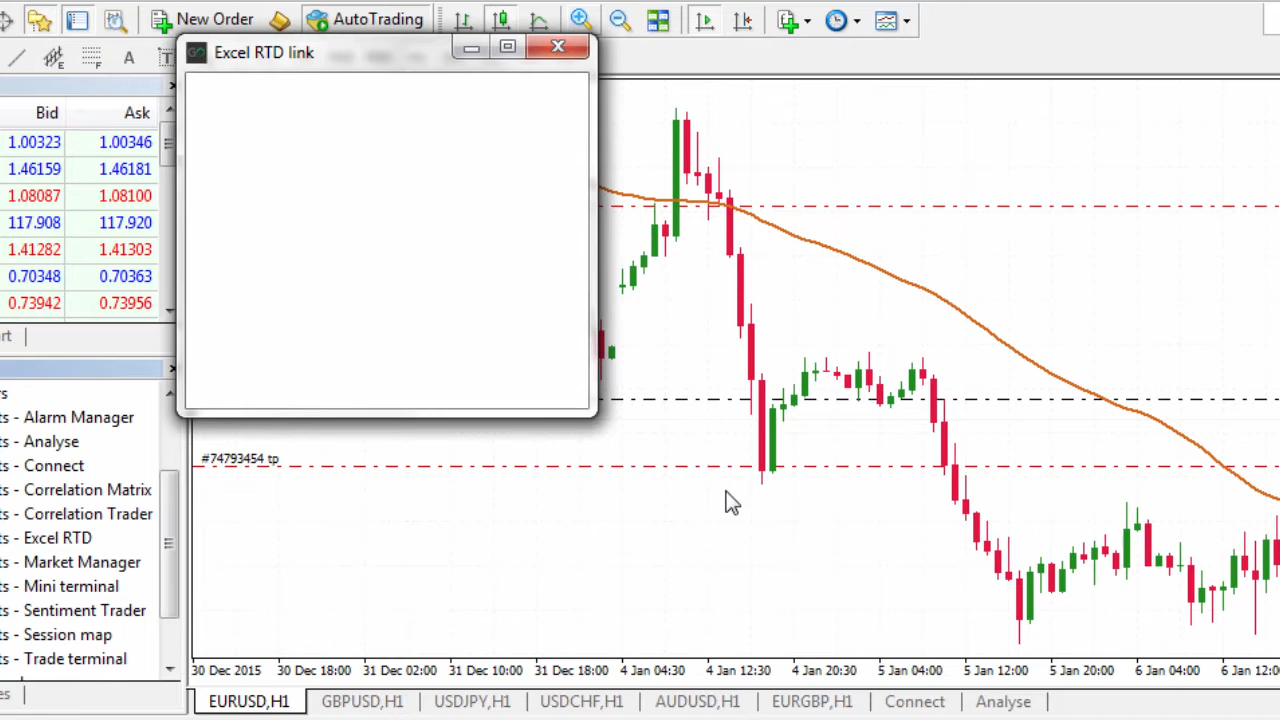 New Order
AutoTrading
E
F
A
T
Excel RTD link
Bid Ask
1.00323 1.00346
1.46159 1.46181
1.08087 1.08100
117.908 117.920
1.41282 1.41303
0.70348 0.70363
0.73942 0.73956
rt
rs
ts - Alarm Manager
ts - Analyse
ts - Connect
ts - Correlation Matrix
ts - Correlation Trader
ts - Excel RTD
ts - Market Manager
ts - Mini terminal
ts - Sentiment Trader
ts - Session map
ts - Trade terminal
es
#74793454 tp
30 Dec 2015 30 Dec 18:00 31 Dec 02:00 31 Dec 10:00 31 Dec 18:00 4 Jan 04:30 4 Jan 12:30 4 Jan 20:30 5 Jan 04:00 5 Jan 12:00 5 Jan 20:00 6 Jan 04:00 6 Jan 12:00
EURUSD,H1 GBPUSD,H1 USDJPY,H1 USDCHF,H1 AUDUSD,H1 EURGBP,H1 Connect Analyse